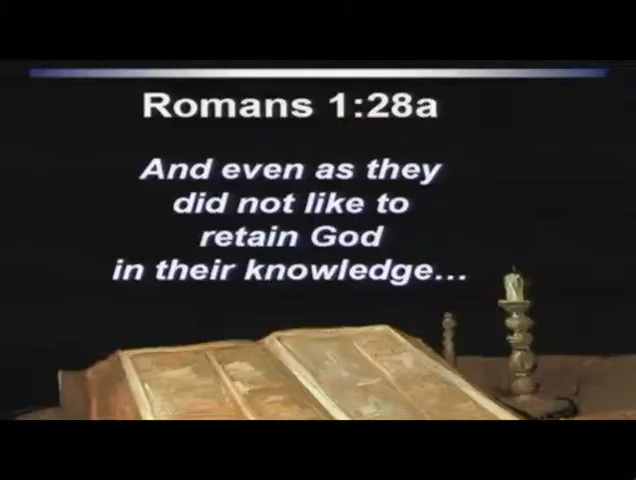 Romans 1:28a
And even as they
did not like to
retain God
in their knowledge...